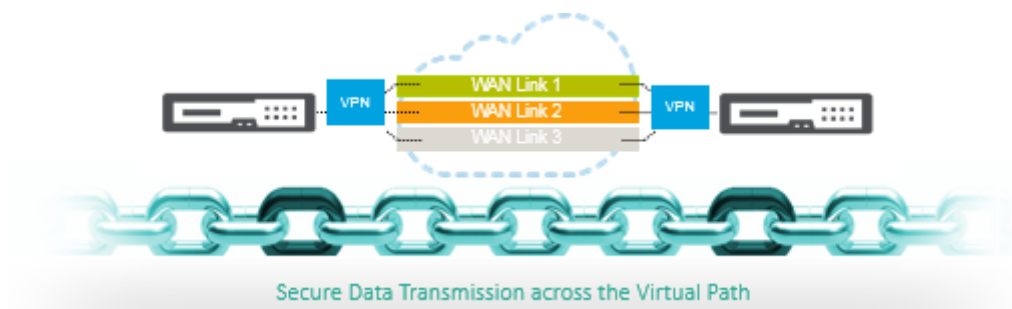 WAN Link 1
VPN
WAN Link 2
VPN
WAN Link 3
Secure Data Transmission across the Virtual Path